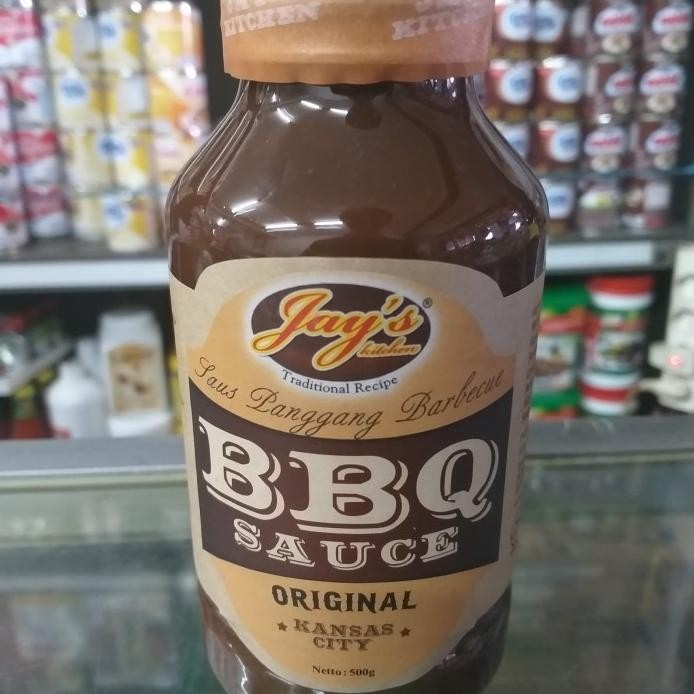 KITCHEN
Jay's®
kitchen
Traditional Recipe
Saus Panggang Barbecue
BBQ
SAUCE
ORIGINAL
KANSAS
CITY
Netto : 500g